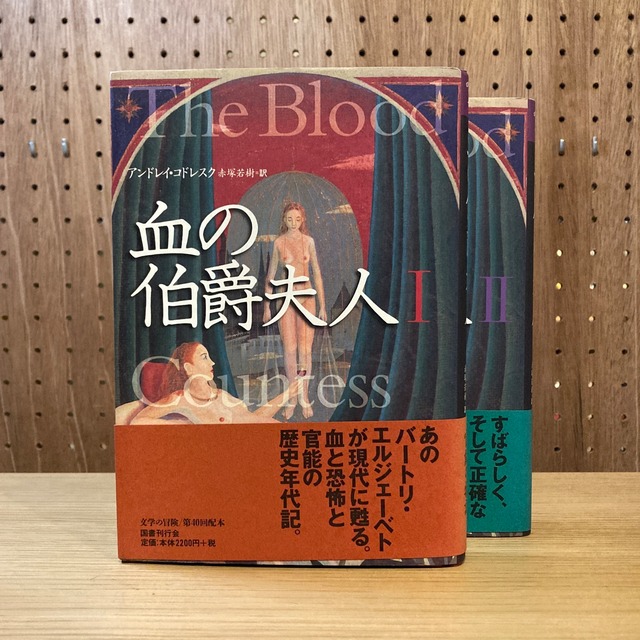 The Blood
アンドレイ・コドレスク 赤塚若樹・訳
血の
伯爵夫人 I
Countess
あの
バートリ・
エルジェーベト
が現代に甦る。
血と恐怖と
官能の
歴史年代記。
文学の冒険/第40回配本
国書刊行会
定価:本体2200円+税
od
人 II
すばらしく、
そして正確な